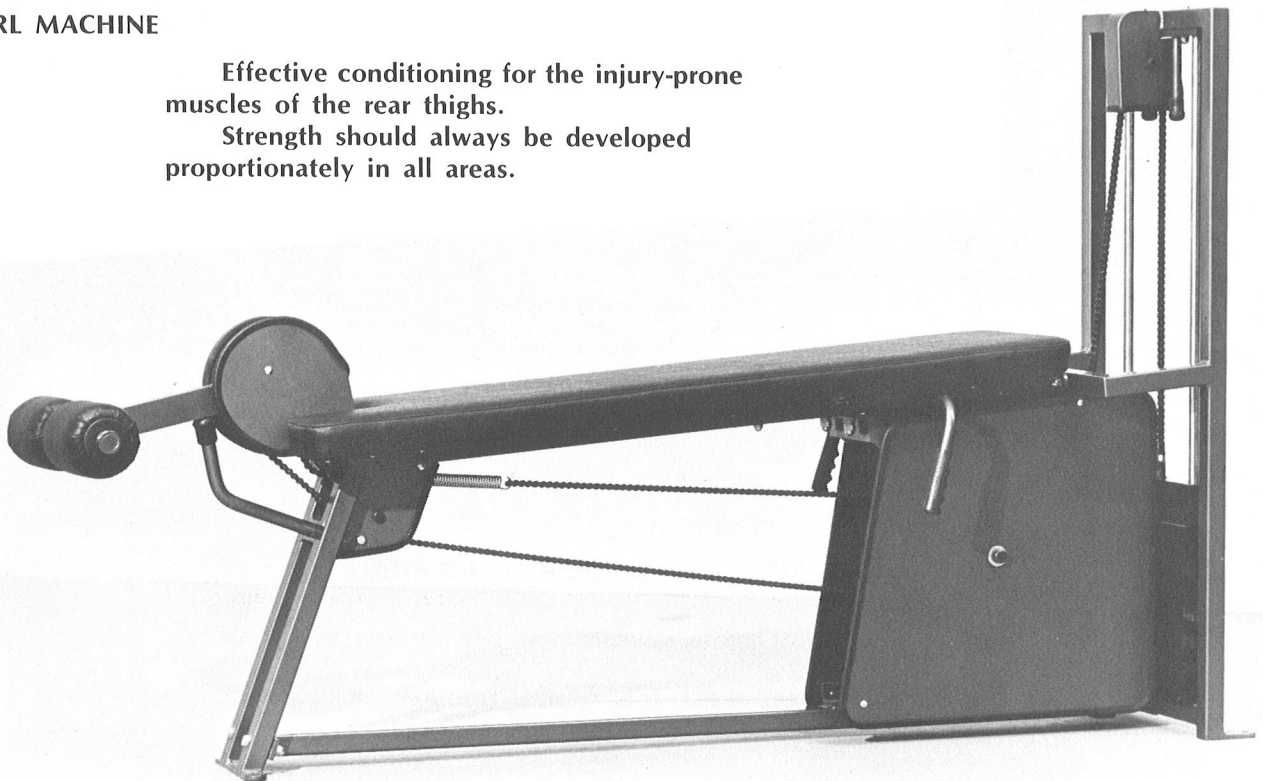 RL MACHINE
Effective conditioning for the injury-prone
muscles of the rear thighs.
Strength should always be developed
proportionately in all areas.